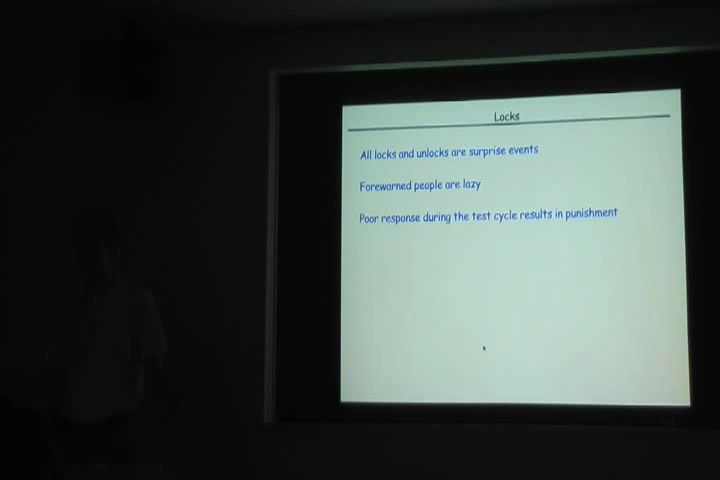 Locks
All locks and unlocks are surprise events
Forewarned people are lazy
Poor response during the test cycle results in punishment